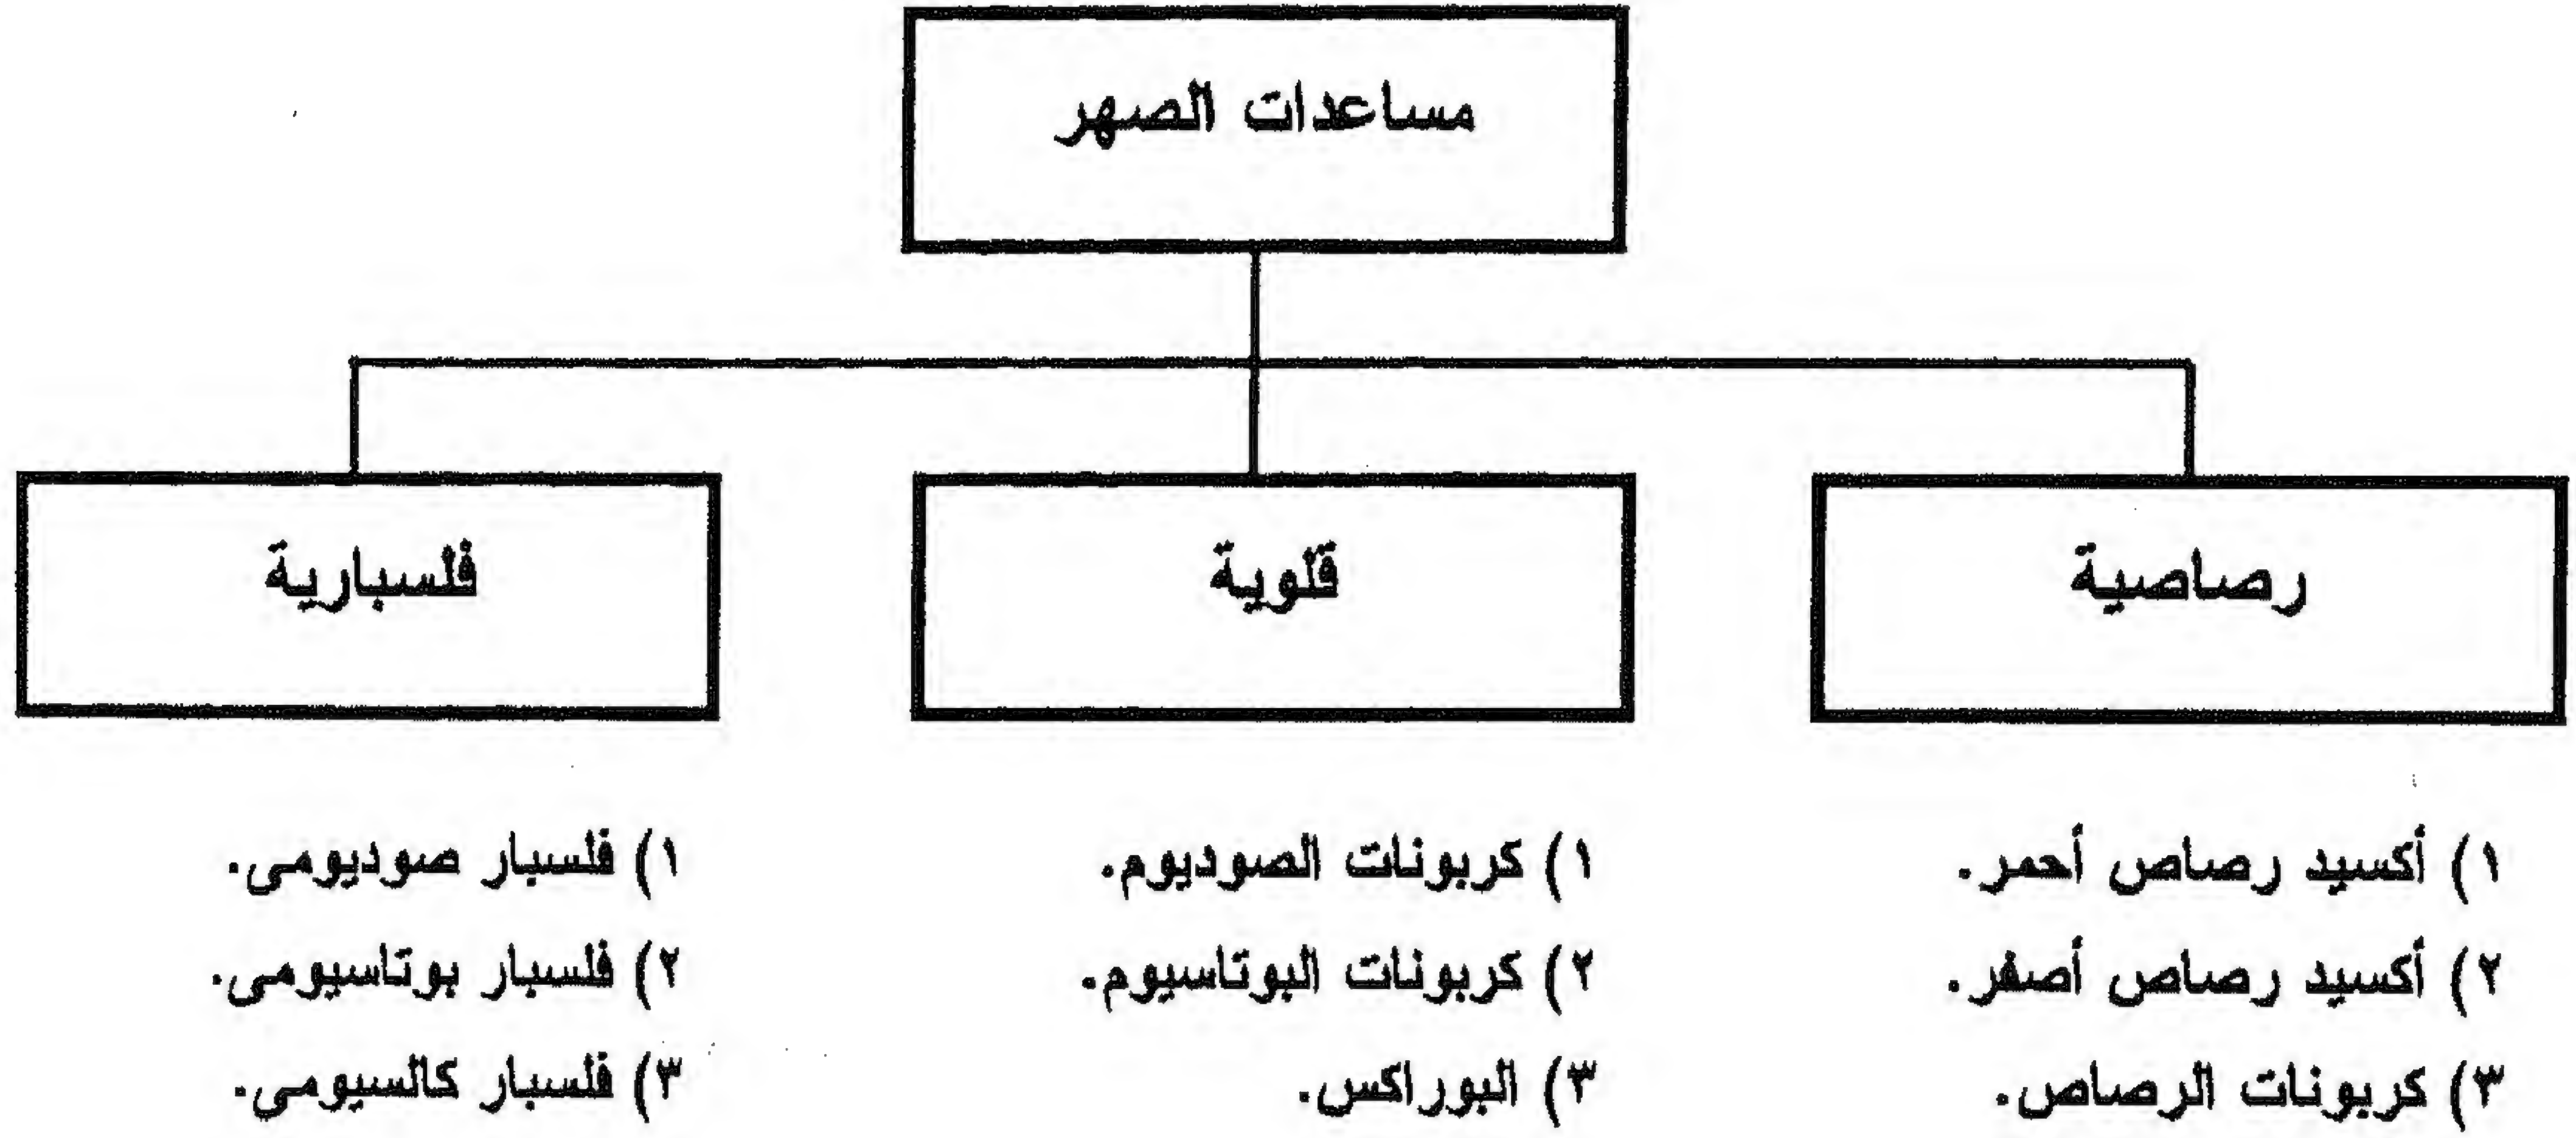 مساعدات الصهر
رصاصية
قلوية
فلسبارية
١) أكسيد رصاص أحمر.
٢) أكسيد رصاص أصفر.
٣) كربونات الرصاص.
١) كربونات الصوديوم.
٢) كربونات البوتاسيوم.
٣) البوراكس.
١) فلسبار صوديومى.
٢) فلسبار بوتاسيومى.
٣) فلسبار كالسيومى.